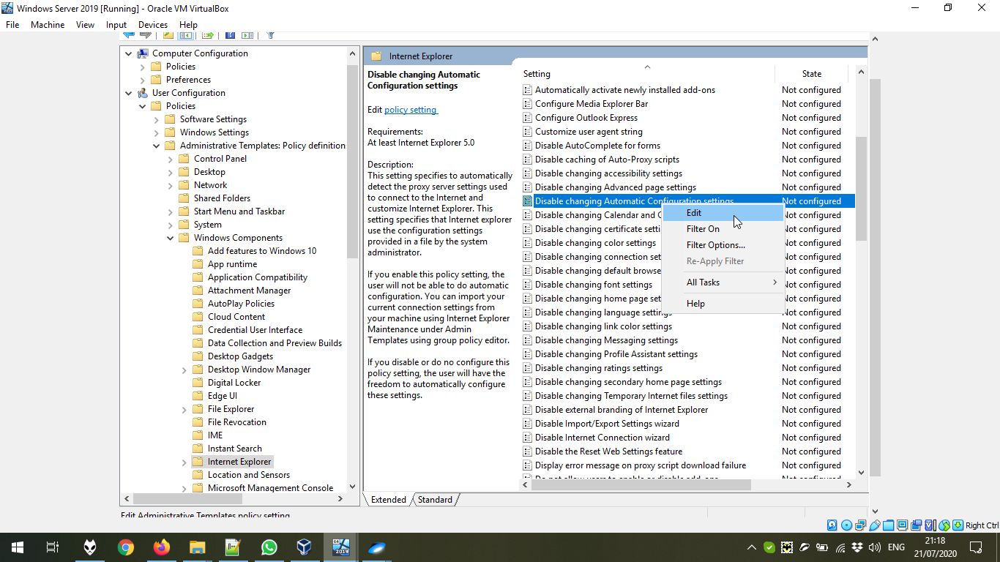 Windows Server 2019 [Running] - Oracle VM VirtualBox
File Machine View Input Devices Help
Computer Configuration
Policies
Preferences
User Configuration
Policies
Software Settings
Windows Settings
Administrative Templates: Policy definition
Control Panel
Desktop
Network
Shared Folders
Start Menu and Taskbar
System
Windows Components
Add features to Windows 10
App runtime
Application Compatibility
Attachment Manager
AutoPlay Policies
Cloud Content
Credential User Interface
Data Collection and Preview Builds
Desktop Gadgets
Desktop Window Manager
Digital Locker
Edge UI
File Explorer
File Revocation
IME
Instant Search
Internet Explorer
Location and Sensors
Microsoft Management Console
Internet Explorer
Disable changing Automatic
Configuration settings
Edit policy setting
Requirements:
At least Internet Explorer 5.0
Description:
This setting specifies to automatically
detect the proxy server settings used
to connect to the Internet and
customize Internet Explorer. This
setting specifies that Internet explorer
use the configuration settings
provided in a file by the system
administrator.
If you enable this policy setting, the
user will not be able to do automatic
configuration. You can import your
current connection settings from
your machine using Internet Explorer
Maintenance under Admin
Templates using group policy editor.
If you disable or do no configure this
policy setting, the user will have the
freedom to automatically configure
these settings.
Setting State
Automatically activate newly installed add-ons Not configured
Configure Media Explorer Bar Not configured
Configure Outlook Express Not configured
Customize user agent string Not configured
Disable AutoComplete for forms Not configured
Disable caching of Auto-Proxy scripts Not configured
Disable changing accessibility settings Not configured
Disable changing Advanced page settings Not configured
Disable changing Automatic Configuration settings Not configured
Disable changing Calendar and Not configured
Disable changing certificate Not configured
Disable changing color settings Not configured
Disable changing connection Not configured
Disable changing default Not configured
Disable changing font settings Not configured
Disable changing home page Not configured
Disable changing language settings Not configured
Disable changing link color settings Not configured
Disable changing Messaging settings Not configured
Disable changing Profile Assistant settings Not configured
Disable changing ratings settings Not configured
Disable changing secondary home page settings Not configured
Disable changing Temporary Internet files settings Not configured
Disable external branding of Internet Explorer Not configured
Disable Import/Export Settings wizard Not configured
Disable Internet Connection wizard Not configured
Disable the Reset Web Settings feature Not configured
Display error message on proxy script download failure Not configured
Edit
Filter On
Filter Options...
Re-Apply Filter
All Tasks
Help
Extended Standard
Edit Administrative Templates policy setting
Right Ctrl
ENG
21:18
21/07/2020
2019